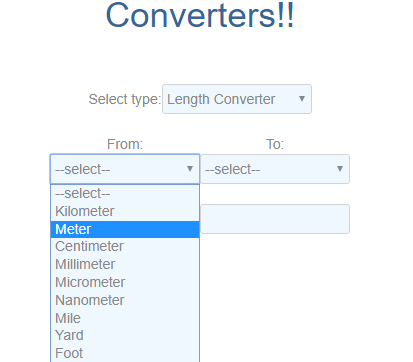 Converters!!
Select type: Length Converter
From: To:
--select-- --select--
--select--
Kilometer
Meter
Centimeter
Millimeter
Micrometer
Nanometer
Mile
Yard
Foot